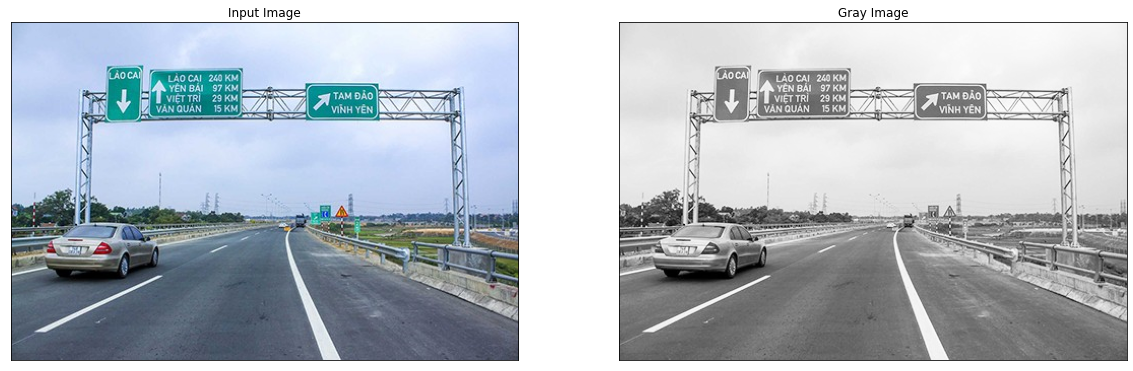 Input Image
LÀO CAI
LÀO CAI 240 KM
YÊN BÁI 97 KM
VIỆT TRÌ 29 KM
VĂN QUÁN 15 KM
TAM ĐẢO
VĨNH YÊN
Gray Image
LÀO CAI
LÀO CAI 240 KM
YÊN BÁI 97 KM
VIỆT TRÌ 29 KM
VĂN QUÁN 15 KM
TAM ĐẢO
VĨNH YÊN